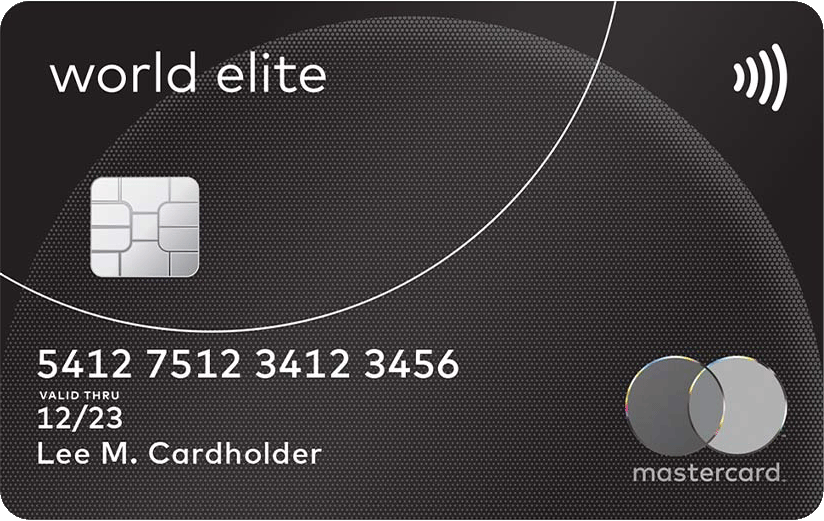 world elite
5412 7512 3412 3456
VALID THRU
12/23
Lee M. Cardholder
mastercard.